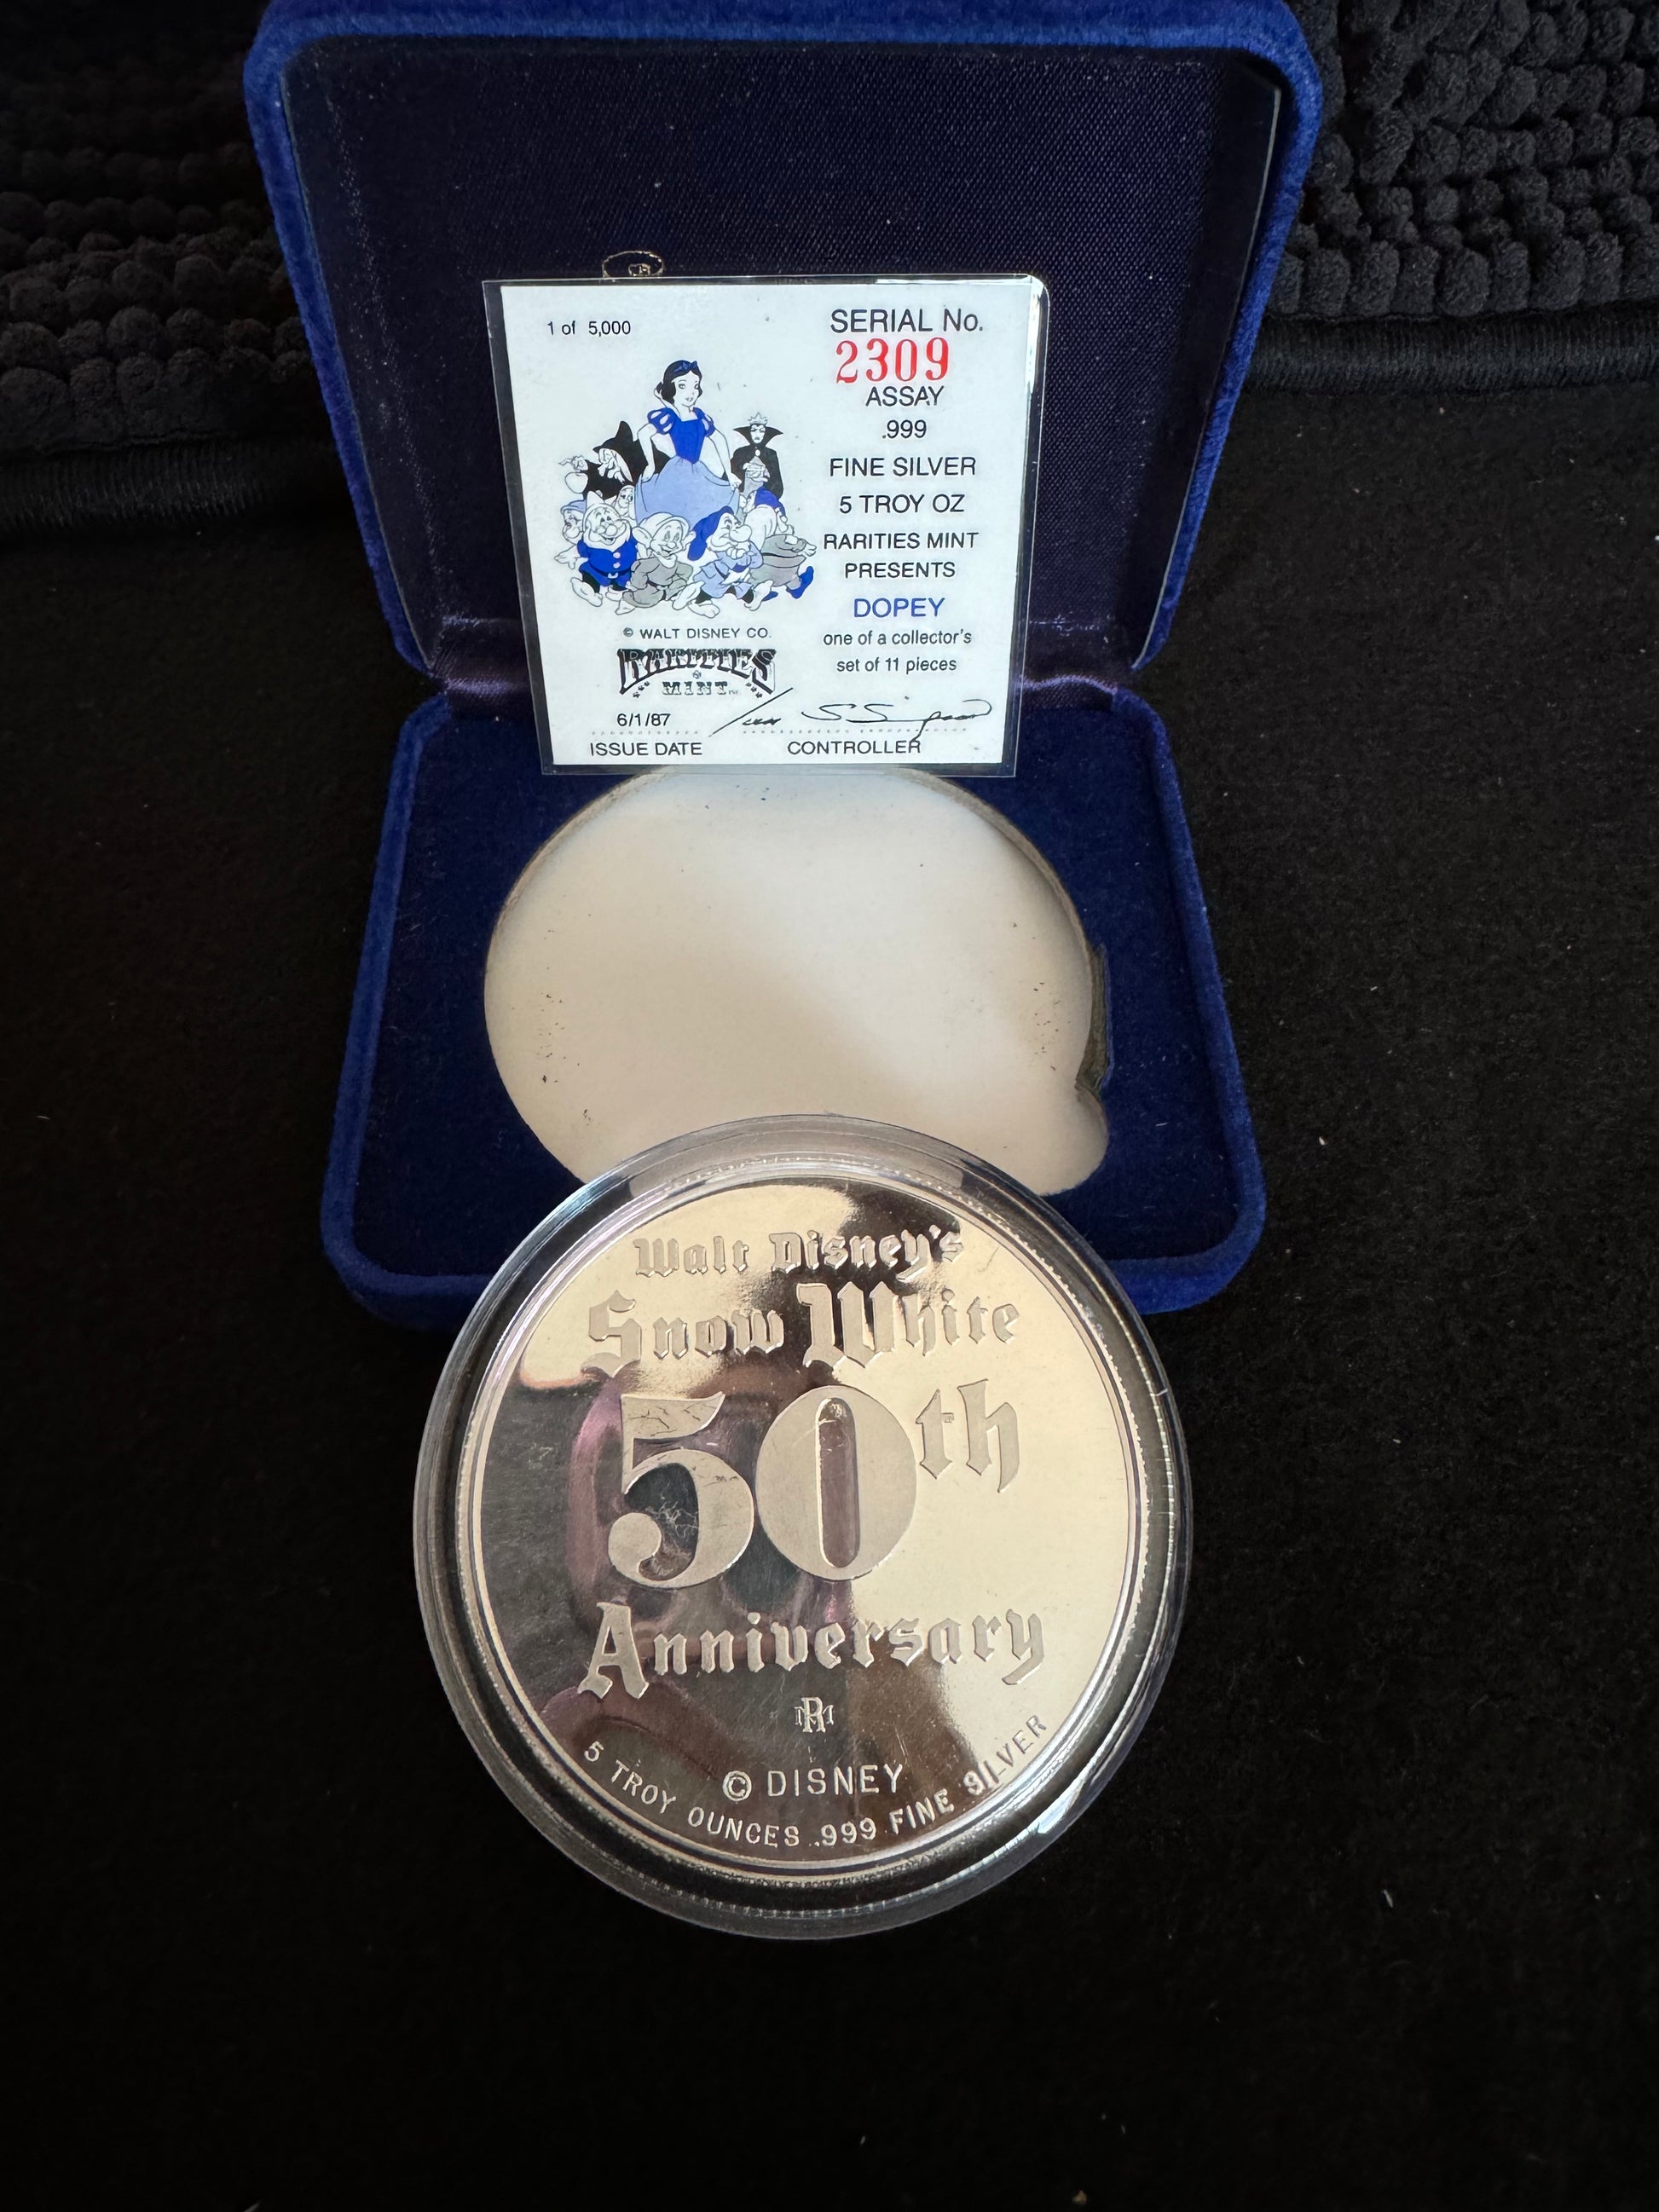 1 of 5,000
SERIAL No.
2309
ASSAY
.999
FINE SILVER
5 TROY OZ
RARITIES MINT
PRESENTS
DOPEY
one of a collector's
set of 11 pieces
© WALT DISNEY CO.
RARITIES
MINT
6/1/87
ISSUE DATE
CONTROLLER
Walt Disney's
Snow White
50th
Anniversary
RM
© DISNEY
5 TROY OUNCES .999 FINE SILVER